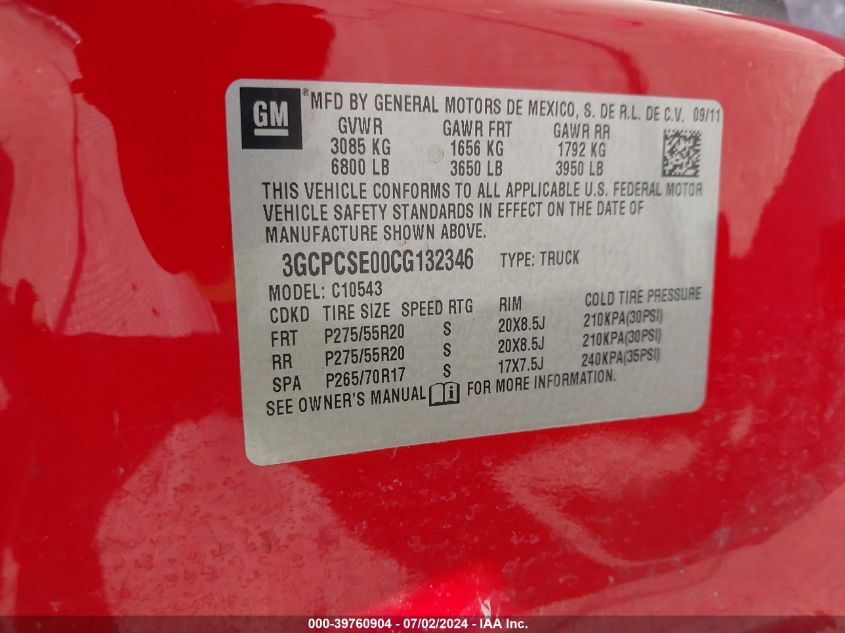 GM ® MFD BY GENERAL MOTORS DE MEXICO, S. DE R.L. DE C.V. 09/11
GVWR GAWR FRT GAWR RR
3085 KG 1656 KG 1792 KG
6800 LB 3650 LB 3950 LB
THIS VEHICLE CONFORMS TO ALL APPLICABLE U.S. FEDERAL MOTOR
VEHICLE SAFETY STANDARDS IN EFFECT ON THE DATE OF
MANUFACTURE SHOWN ABOVE.
3GCPCSE00CG132346 TYPE: TRUCK
MODEL: C10543
CDKD TIRE SIZE SPEED RTG RIM COLD TIRE PRESSURE
FRT P275/55R20 S 20X8.5J 210KPA(30PSI)
RR P275/55R20 S 20X8.5J 210KPA(30PSI)
SPA P265/70R17 S 17X7.5J 240KPA(35PSI)
SEE OWNER'S MANUAL i FOR MORE INFORMATION.
000-39760904 - 07/02/2024 - IAA, Inc.